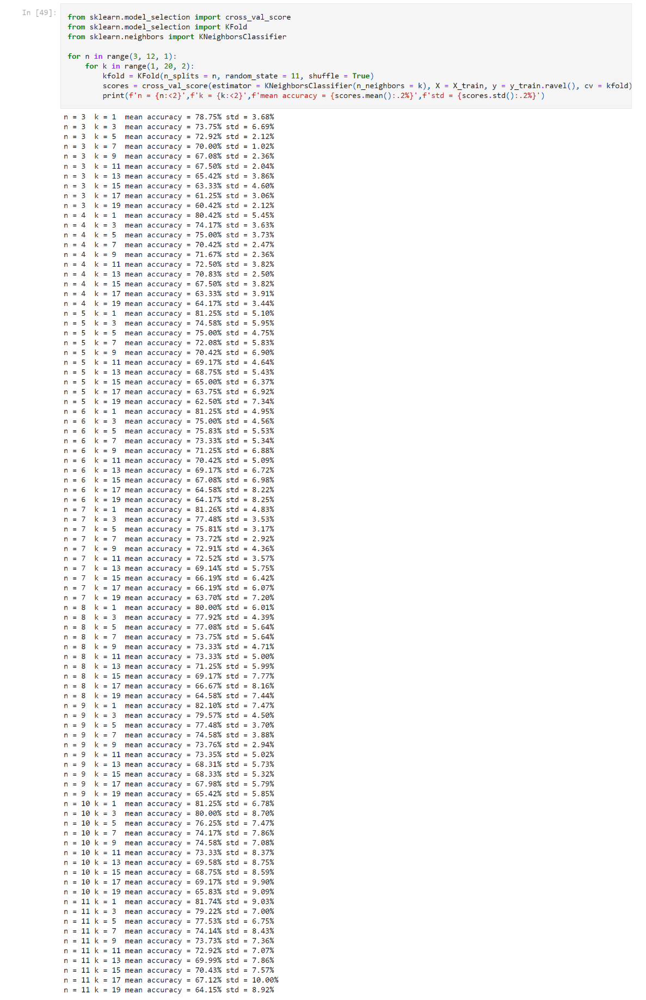 In [49]:
from sklearn.model_selection import cross_val_score
from sklearn.model_selection import KFold
from sklearn.neighbors import KNeighborsClassifier
for n in range(3, 12, 1):
    for k in range(1, 20, 2):
        kfold = KFold(n_splits = n, random_state = 11, shuffle = True)
        scores = cross_val_score(estimator = KNeighborsClassifier(n_neighbors = k), X = X_train, y = y_train.ravel(), cv = kfold)
        print(f'n = {n:<2}',f'k = {k:<2}',f'mean accuracy = {scores.mean():.2%}',f'std = {scores.std():.2%}')
n = 3  k = 1  mean accuracy = 78.75% std = 3.68%
n = 3  k = 3  mean accuracy = 73.75% std = 6.69%
n = 3  k = 5  mean accuracy = 72.92% std = 2.12%
n = 3  k = 7  mean accuracy = 70.00% std = 1.02%
n = 3  k = 9  mean accuracy = 67.08% std = 2.36%
n = 3  k = 11 mean accuracy = 67.50% std = 2.04%
n = 3  k = 13 mean accuracy = 65.42% std = 3.86%
n = 3  k = 15 mean accuracy = 63.33% std = 4.60%
n = 3  k = 17 mean accuracy = 61.25% std = 3.06%
n = 3  k = 19 mean accuracy = 60.42% std = 2.12%
n = 4  k = 1  mean accuracy = 80.42% std = 5.45%
n = 4  k = 3  mean accuracy = 74.17% std = 3.63%
n = 4  k = 5  mean accuracy = 75.00% std = 3.73%
n = 4  k = 7  mean accuracy = 70.42% std = 2.47%
n = 4  k = 9  mean accuracy = 71.67% std = 2.36%
n = 4  k = 11 mean accuracy = 72.50% std = 3.82%
n = 4  k = 13 mean accuracy = 70.83% std = 2.50%
n = 4  k = 15 mean accuracy = 67.50% std = 3.82%
n = 4  k = 17 mean accuracy = 63.33% std = 3.91%
n = 4  k = 19 mean accuracy = 64.17% std = 3.44%
n = 5  k = 1  mean accuracy = 81.25% std = 5.10%
n = 5  k = 3  mean accuracy = 74.58% std = 5.95%
n = 5  k = 5  mean accuracy = 75.00% std = 4.75%
n = 5  k = 7  mean accuracy = 72.08% std = 5.83%
n = 5  k = 9  mean accuracy = 70.42% std = 6.90%
n = 5  k = 11 mean accuracy = 69.17% std = 4.64%
n = 5  k = 13 mean accuracy = 68.75% std = 5.43%
n = 5  k = 15 mean accuracy = 65.00% std = 6.37%
n = 5  k = 17 mean accuracy = 63.75% std = 6.92%
n = 5  k = 19 mean accuracy = 62.50% std = 7.34%
n = 6  k = 1  mean accuracy = 81.25% std = 4.95%
n = 6  k = 3  mean accuracy = 75.00% std = 4.56%
n = 6  k = 5  mean accuracy = 75.83% std = 5.53%
n = 6  k = 7  mean accuracy = 73.33% std = 5.34%
n = 6  k = 9  mean accuracy = 71.25% std = 6.88%
n = 6  k = 11 mean accuracy = 70.42% std = 5.09%
n = 6  k = 13 mean accuracy = 69.17% std = 6.72%
n = 6  k = 15 mean accuracy = 67.08% std = 6.98%
n = 6  k = 17 mean accuracy = 64.58% std = 8.22%
n = 6  k = 19 mean accuracy = 64.17% std = 8.25%
n = 7  k = 1  mean accuracy = 81.26% std = 4.83%
n = 7  k = 3  mean accuracy = 77.48% std = 3.53%
n = 7  k = 5  mean accuracy = 75.81% std = 3.17%
n = 7  k = 7  mean accuracy = 73.72% std = 2.92%
n = 7  k = 9  mean accuracy = 72.91% std = 4.36%
n = 7  k = 11 mean accuracy = 72.52% std = 3.57%
n = 7  k = 13 mean accuracy = 69.14% std = 5.75%
n = 7  k = 15 mean accuracy = 66.19% std = 6.42%
n = 7  k = 17 mean accuracy = 66.19% std = 6.07%
n = 7  k = 19 mean accuracy = 63.70% std = 7.20%
n = 8  k = 1  mean accuracy = 80.00% std = 6.01%
n = 8  k = 3  mean accuracy = 77.92% std = 4.39%
n = 8  k = 5  mean accuracy = 77.08% std = 5.64%
n = 8  k = 7  mean accuracy = 73.75% std = 5.64%
n = 8  k = 9  mean accuracy = 73.33% std = 4.71%
n = 8  k = 11 mean accuracy = 73.33% std = 5.00%
n = 8  k = 13 mean accuracy = 71.25% std = 5.99%
n = 8  k = 15 mean accuracy = 69.17% std = 7.77%
n = 8  k = 17 mean accuracy = 66.67% std = 8.16%
n = 8  k = 19 mean accuracy = 64.58% std = 7.44%
n = 9  k = 1  mean accuracy = 82.10% std = 7.47%
n = 9  k = 3  mean accuracy = 79.57% std = 4.50%
n = 9  k = 5  mean accuracy = 77.48% std = 3.70%
n = 9  k = 7  mean accuracy = 74.58% std = 3.88%
n = 9  k = 9  mean accuracy = 73.76% std = 2.94%
n = 9  k = 11 mean accuracy = 73.35% std = 5.02%
n = 9  k = 13 mean accuracy = 68.31% std = 5.73%
n = 9  k = 15 mean accuracy = 68.33% std = 5.32%
n = 9  k = 17 mean accuracy = 67.98% std = 5.79%
n = 9  k = 19 mean accuracy = 65.42% std = 5.85%
n = 10 k = 1  mean accuracy = 81.25% std = 6.78%
n = 10 k = 3  mean accuracy = 80.00% std = 8.70%
n = 10 k = 5  mean accuracy = 76.25% std = 7.47%
n = 10 k = 7  mean accuracy = 74.17% std = 7.86%
n = 10 k = 9  mean accuracy = 74.58% std = 7.08%
n = 10 k = 11 mean accuracy = 73.33% std = 8.37%
n = 10 k = 13 mean accuracy = 69.58% std = 8.75%
n = 10 k = 15 mean accuracy = 68.75% std = 8.59%
n = 10 k = 17 mean accuracy = 69.17% std = 9.90%
n = 10 k = 19 mean accuracy = 65.83% std = 9.09%
n = 11 k = 1  mean accuracy = 81.74% std = 9.03%
n = 11 k = 3  mean accuracy = 79.22% std = 7.00%
n = 11 k = 5  mean accuracy = 77.53% std = 6.75%
n = 11 k = 7  mean accuracy = 74.14% std = 8.43%
n = 11 k = 9  mean accuracy = 73.73% std = 7.36%
n = 11 k = 11 mean accuracy = 72.92% std = 7.07%
n = 11 k = 13 mean accuracy = 69.99% std = 7.86%
n = 11 k = 15 mean accuracy = 70.43% std = 7.57%
n = 11 k = 17 mean accuracy = 67.12% std = 10.00%
n = 11 k = 19 mean accuracy = 64.15% std = 8.92%